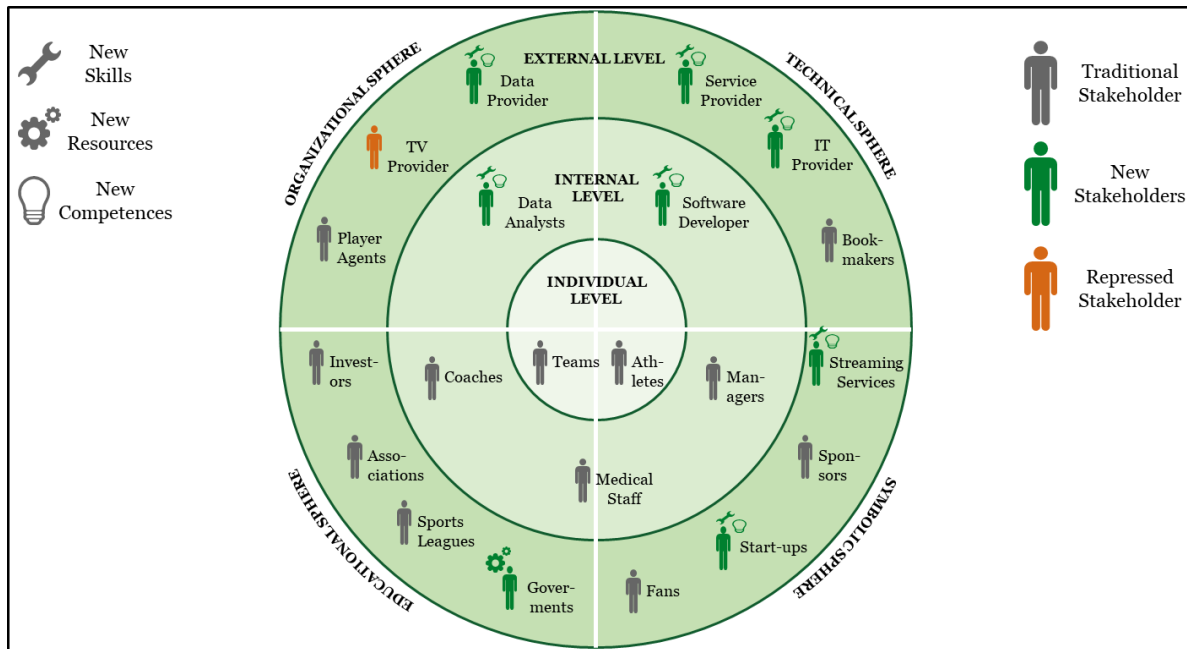 New
Skills
New
Resources
New
Competences
ORGANIZATIONAL SPHERE
TECHNICAL SPHERE
EXTERNAL LEVEL
Data
Provider
Service
Provider
TV
Provider
IT
Provider
INTERNAL
LEVEL
Data
Analysts
Software
Developer
Player
Agents
Book-
makers
INDIVIDUAL
LEVEL
Invest-
ors
Coaches
Teams
Ath-
letes
Man-
agers
Streaming
Services
Asso-
ciations
Spon-
sors
Medical
Staff
Sports
Leagues
Start-ups
Gover-
ments
Fans
EDUCATIONAL SPHERE
SYMBOLIC SPHERE
Traditional
Stakeholder
New
Stakeholders
Repressed
Stakeholder